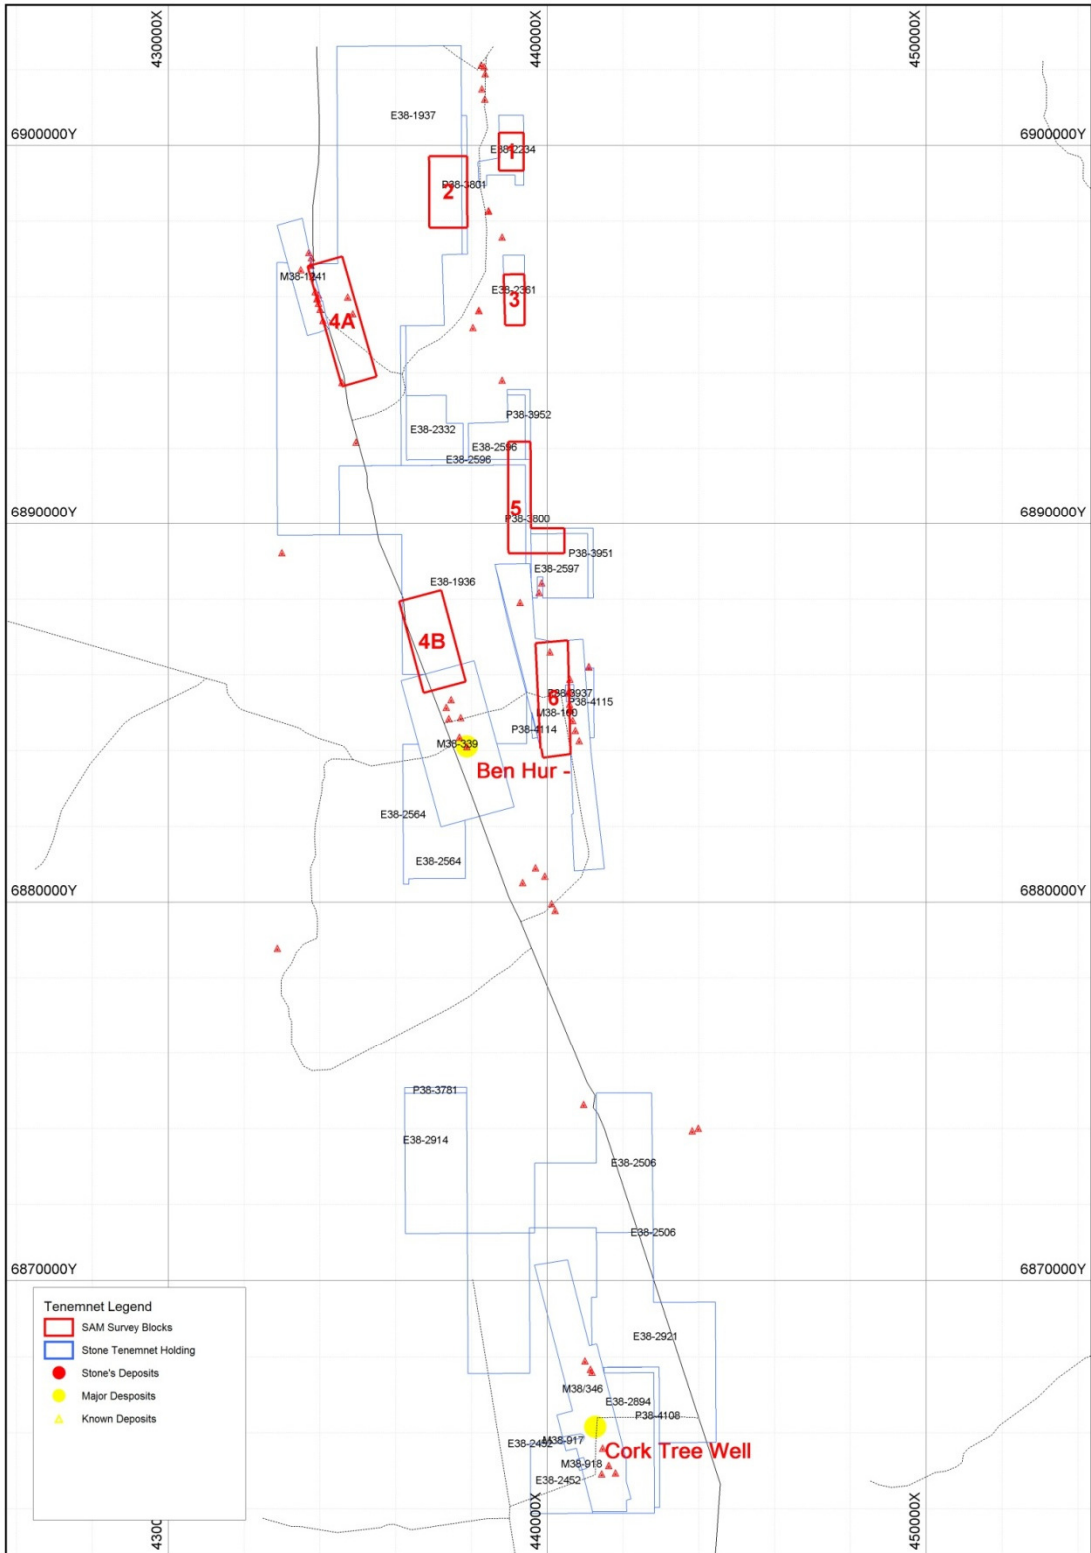 430000X
440000X
450000X
E38-1937
6900000Y
6900000Y
E38-2234
1
P38-3801
2
M38-1241
E38-2361
3
4A
P38-3952
E38-2332
E38-2596
E38-2596
5
P38-3800
6890000Y
6890000Y
P38-3951
E38-2597
E38-1936
4B
6
P38-3937
P38-4115
M38-160
P38-4114
M38-339
Ben Hur -
E38-2564
E38-2564
6880000Y
6880000Y
P38-3781
E38-2914
E38-2506
E38-2506
6870000Y
6870000Y
Tenemnet Legend
SAM Survey Blocks
Stone Tenemnet Holding
Stone's Deposits
Major Desposits
Known Deposits
E38-2921
M38/346
E38-2894
P38-4108
M38-917
E38-2452
Cork Tree Well
M38-918
E38-2452
4300
440000X
450000X